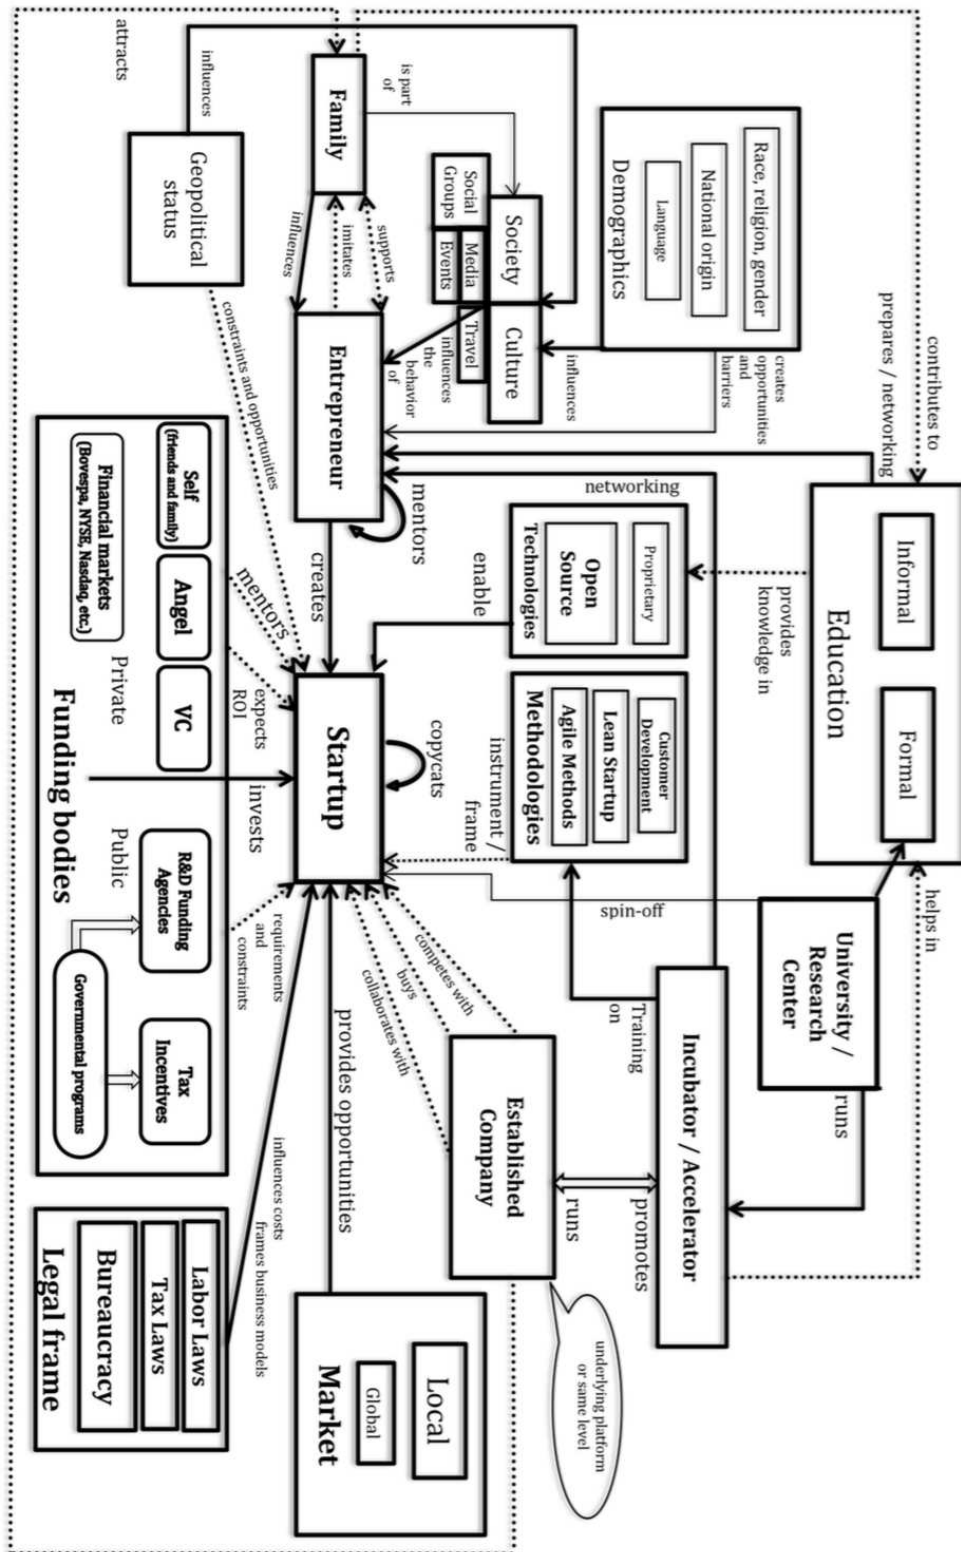 contributes to
prepares / networking
Informal
Formal
Education
helps in
Race, religion, gender
National origin
Language
Demographics
creates
opportunities
and
barriers
influences
provides
knowledge in
University /
Research
Center
runs
is part
of
Society
Culture
Social
Groups
Media
Events
Travel
influences
the
behavior
of
networking
Proprietary
Open
Source
Technologies
enable
Customer
Development
Lean Startup
Agile Methods
Methodologies
instrument /
frame
spin-off
Incubator / Accelerator
Training
on
promotes
runs
underlying platform
or same level
Family
supports
imitates
influences
Entrepreneur
mentors
creates
Startup
copycats
competes with
buys
collaborates with
Established
Company
attracts
influences
Geopolitical
status
constraints and opportunities
mentors
expects
ROI
invests
requirements
and
constraints
provides opportunities
influences costs
frames business models
Local
Global
Market
Self
(friends and family)
Angel
VC
Financial markets
(Bovespa, NYSE, Nasdaq, etc.)
Private
R&D Funding
Agencies
Tax
Incentives
Public
Governmental programs
Funding bodies
Labor Laws
Tax Laws
Bureaucracy
Legal frame